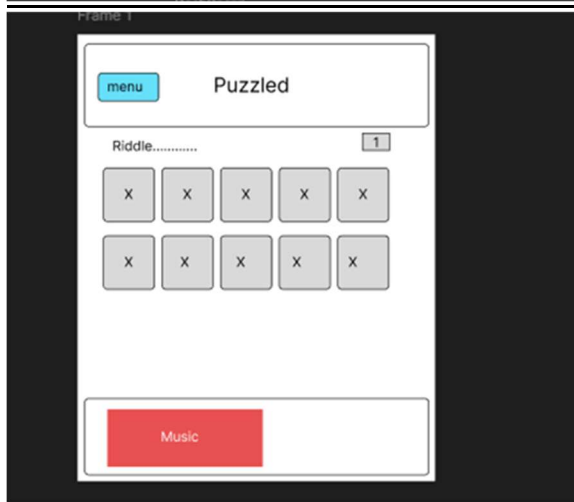 Frame 1
menu
Puzzled
Riddle............
1
X X X X X
X X X X X
Music